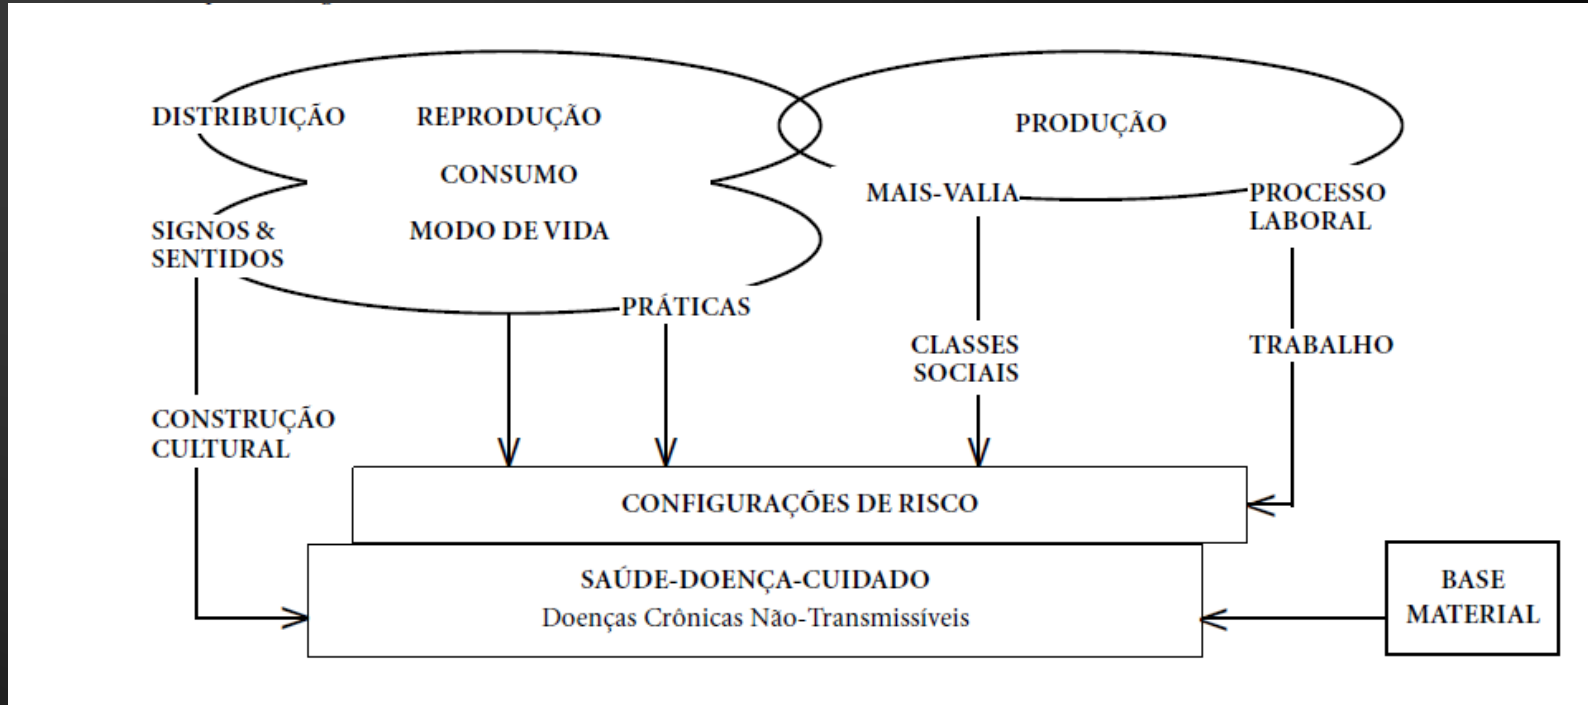 DISTRIBUIÇÃO
REPRODUÇÃO
PRODUÇÃO
CONSUMO
MODO DE VIDA
SIGNOS &
SENTIDOS
MAIS-VALIA
PROCESSO
LABORAL
PRÁTICAS
CLASSES
SOCIAIS
TRABALHO
CONSTRUÇÃO
CULTURAL
CONFIGURAÇÕES DE RISCO
SAÚDE-DOENÇA-CUIDADO
Doenças Crônicas Não-Transmissíveis
BASE
MATERIAL